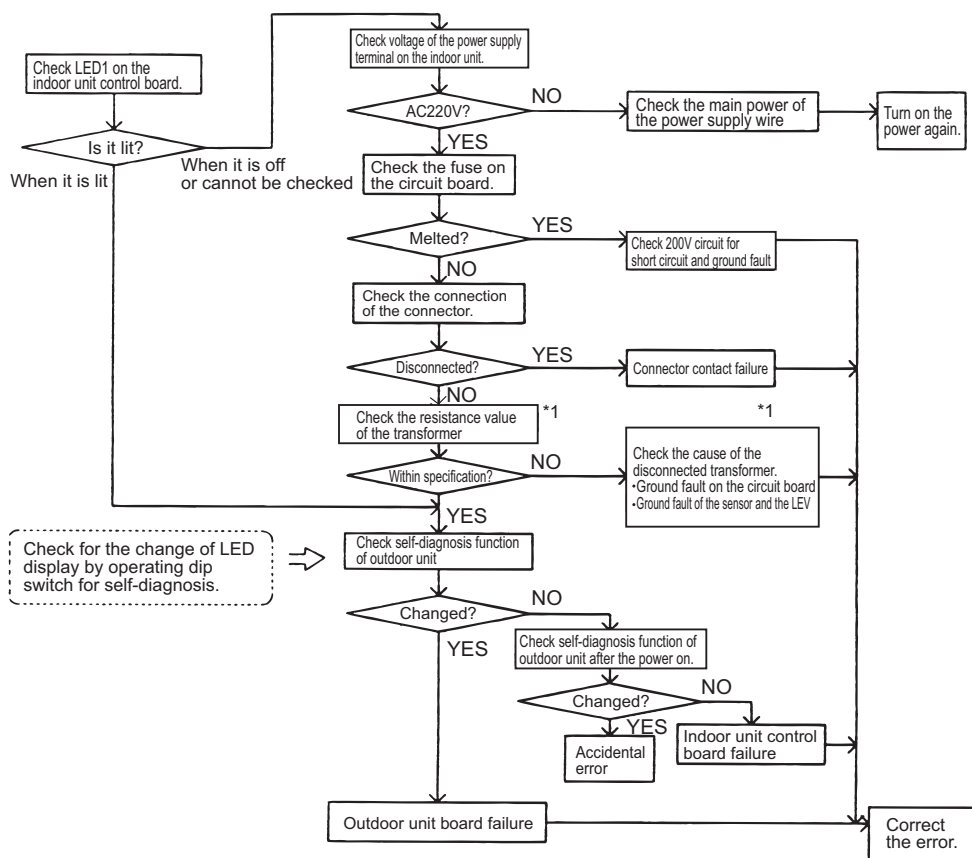 Check voltage of the power supply
terminal on the indoor unit.
Check LED1 on the
indoor unit control board.
AC220V?
NO
Check the main power of
the power supply wire
Turn on the
power again.
Is it lit?
YES
When it is lit
When it is off
or cannot be checked
Check the fuse on
the circuit board.
Melted?
YES
Check 200V circuit for
short circuit and ground fault
NO
Check the connection
of the connector.
Disconnected?
YES
Connector contact failure
NO
Check the resistance value
of the transformer
*1
*1
Within specification?
NO
Check the cause of the
disconnected transformer.
•Ground fault on the circuit board
•Ground fault of the sensor and the LEV
YES
Check for the change of LED
display by operating dip
switch for self-diagnosis.
Check self-diagnosis function
of outdoor unit
Changed?
NO
YES
Check self-diagnosis function of
outdoor unit after the power on.
Changed?
NO
YES
Accidental
error
Indoor unit control
board failure
Outdoor unit board failure
Correct
the error.